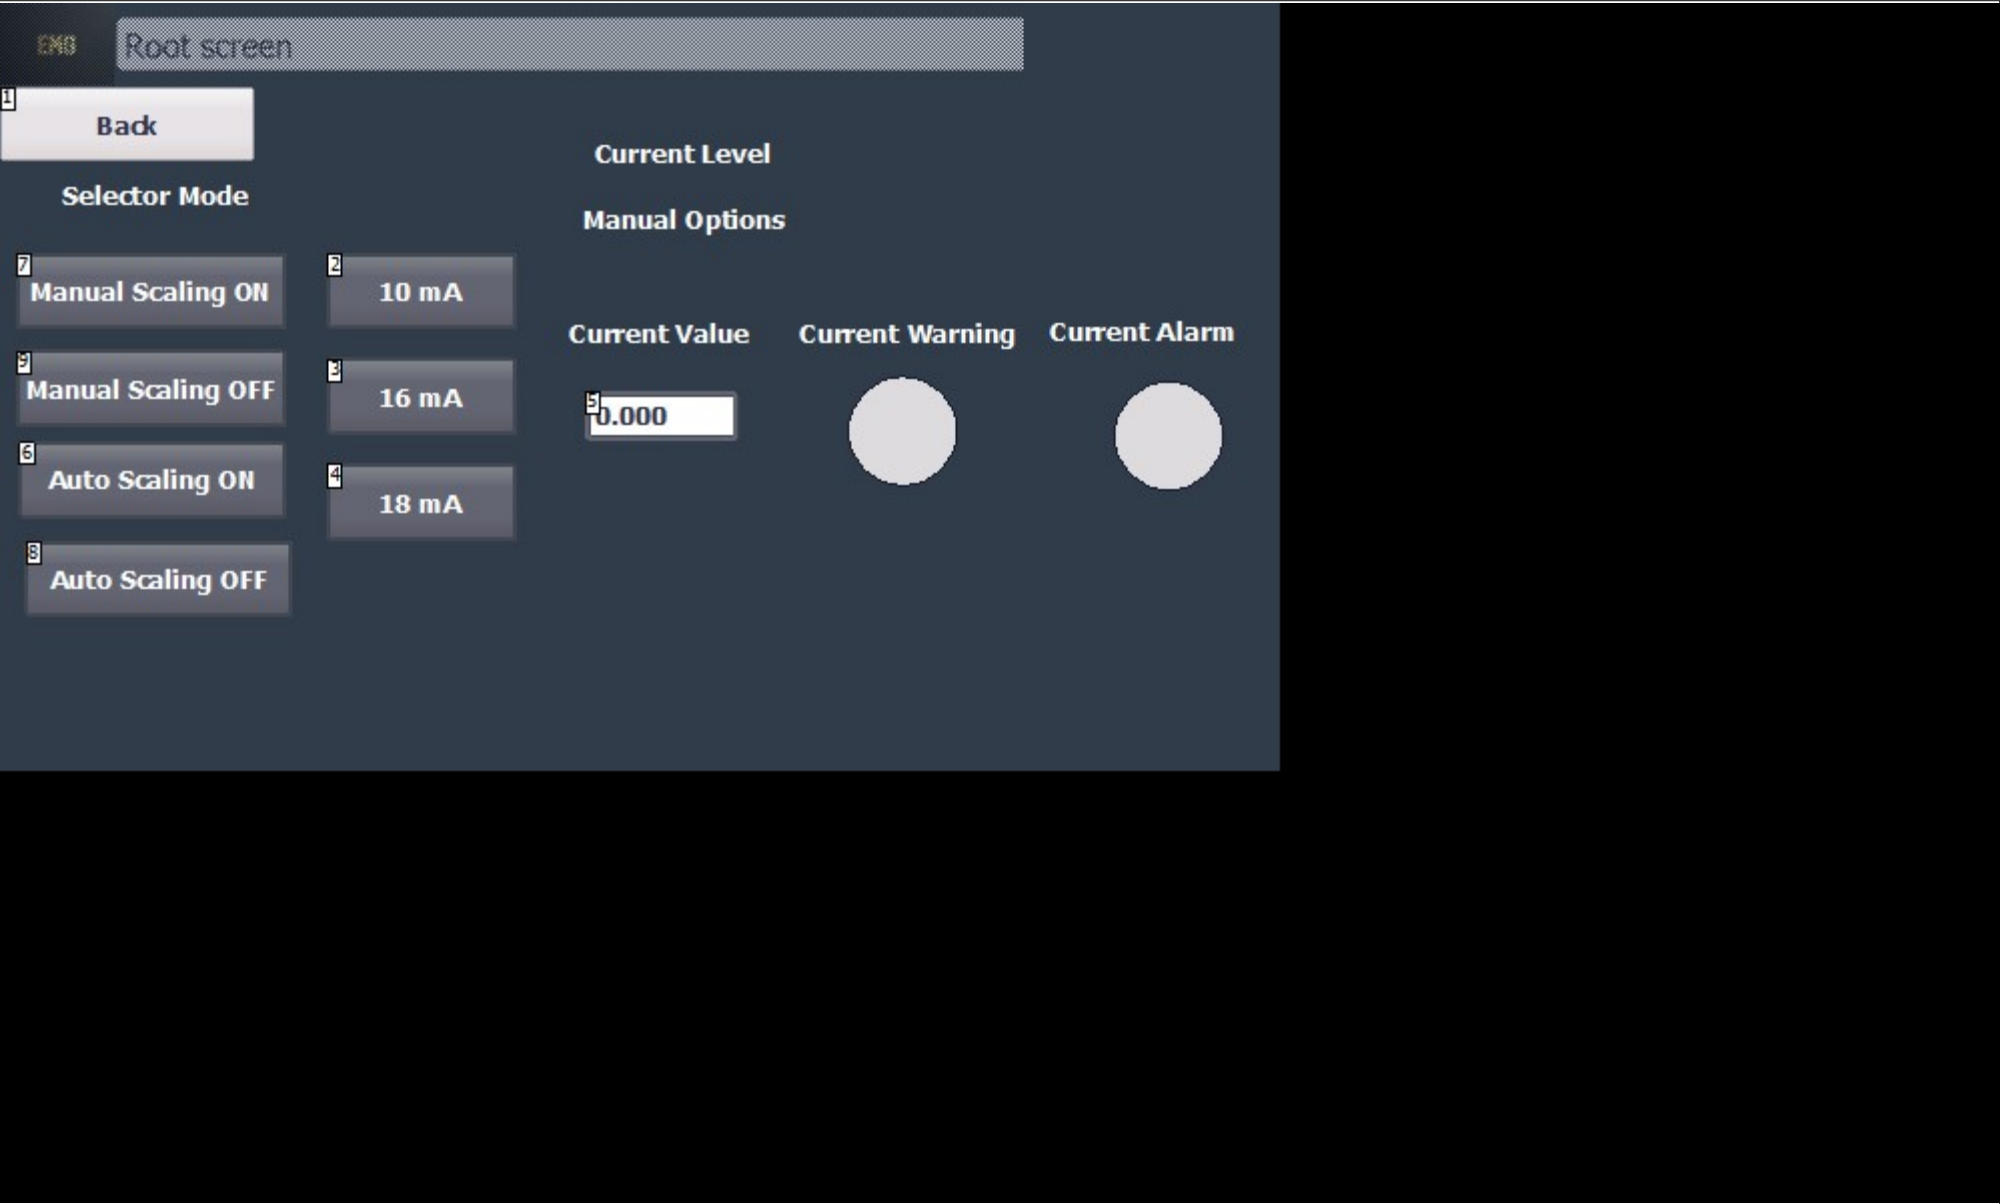 EMO
Root screen
1
Back
Current Level
Selector Mode
Manual Options
7
Manual Scaling ON
2
10 mA
Current Value
Current Warning
Current Alarm
9
Manual Scaling OFF
3
16 mA
5
0.000
6
Auto Scaling ON
4
18 mA
8
Auto Scaling OFF